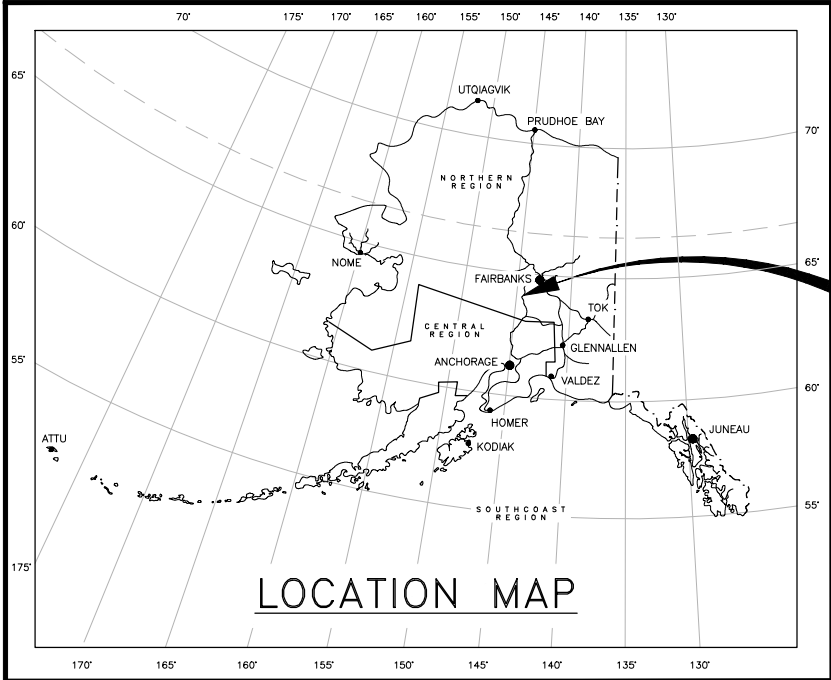 70° 175° 170° 165° 160° 155° 150° 145° 140° 135° 130°
65°
UTQIAGVIK
PRUDHOE BAY
70°
NORTHERN
REGION
60°
NOME
65°
FAIRBANKS
TOK
CENTRAL
REGION
GLENNALLEN
55°
ANCHORAGE
VALDEZ
60°
HOMER
JUNEAU
ATTU
KODIAK
SOUTHCOAST
REGION
55°
175°
LOCATION MAP
170° 165° 160° 155° 150° 145° 140° 135° 130°